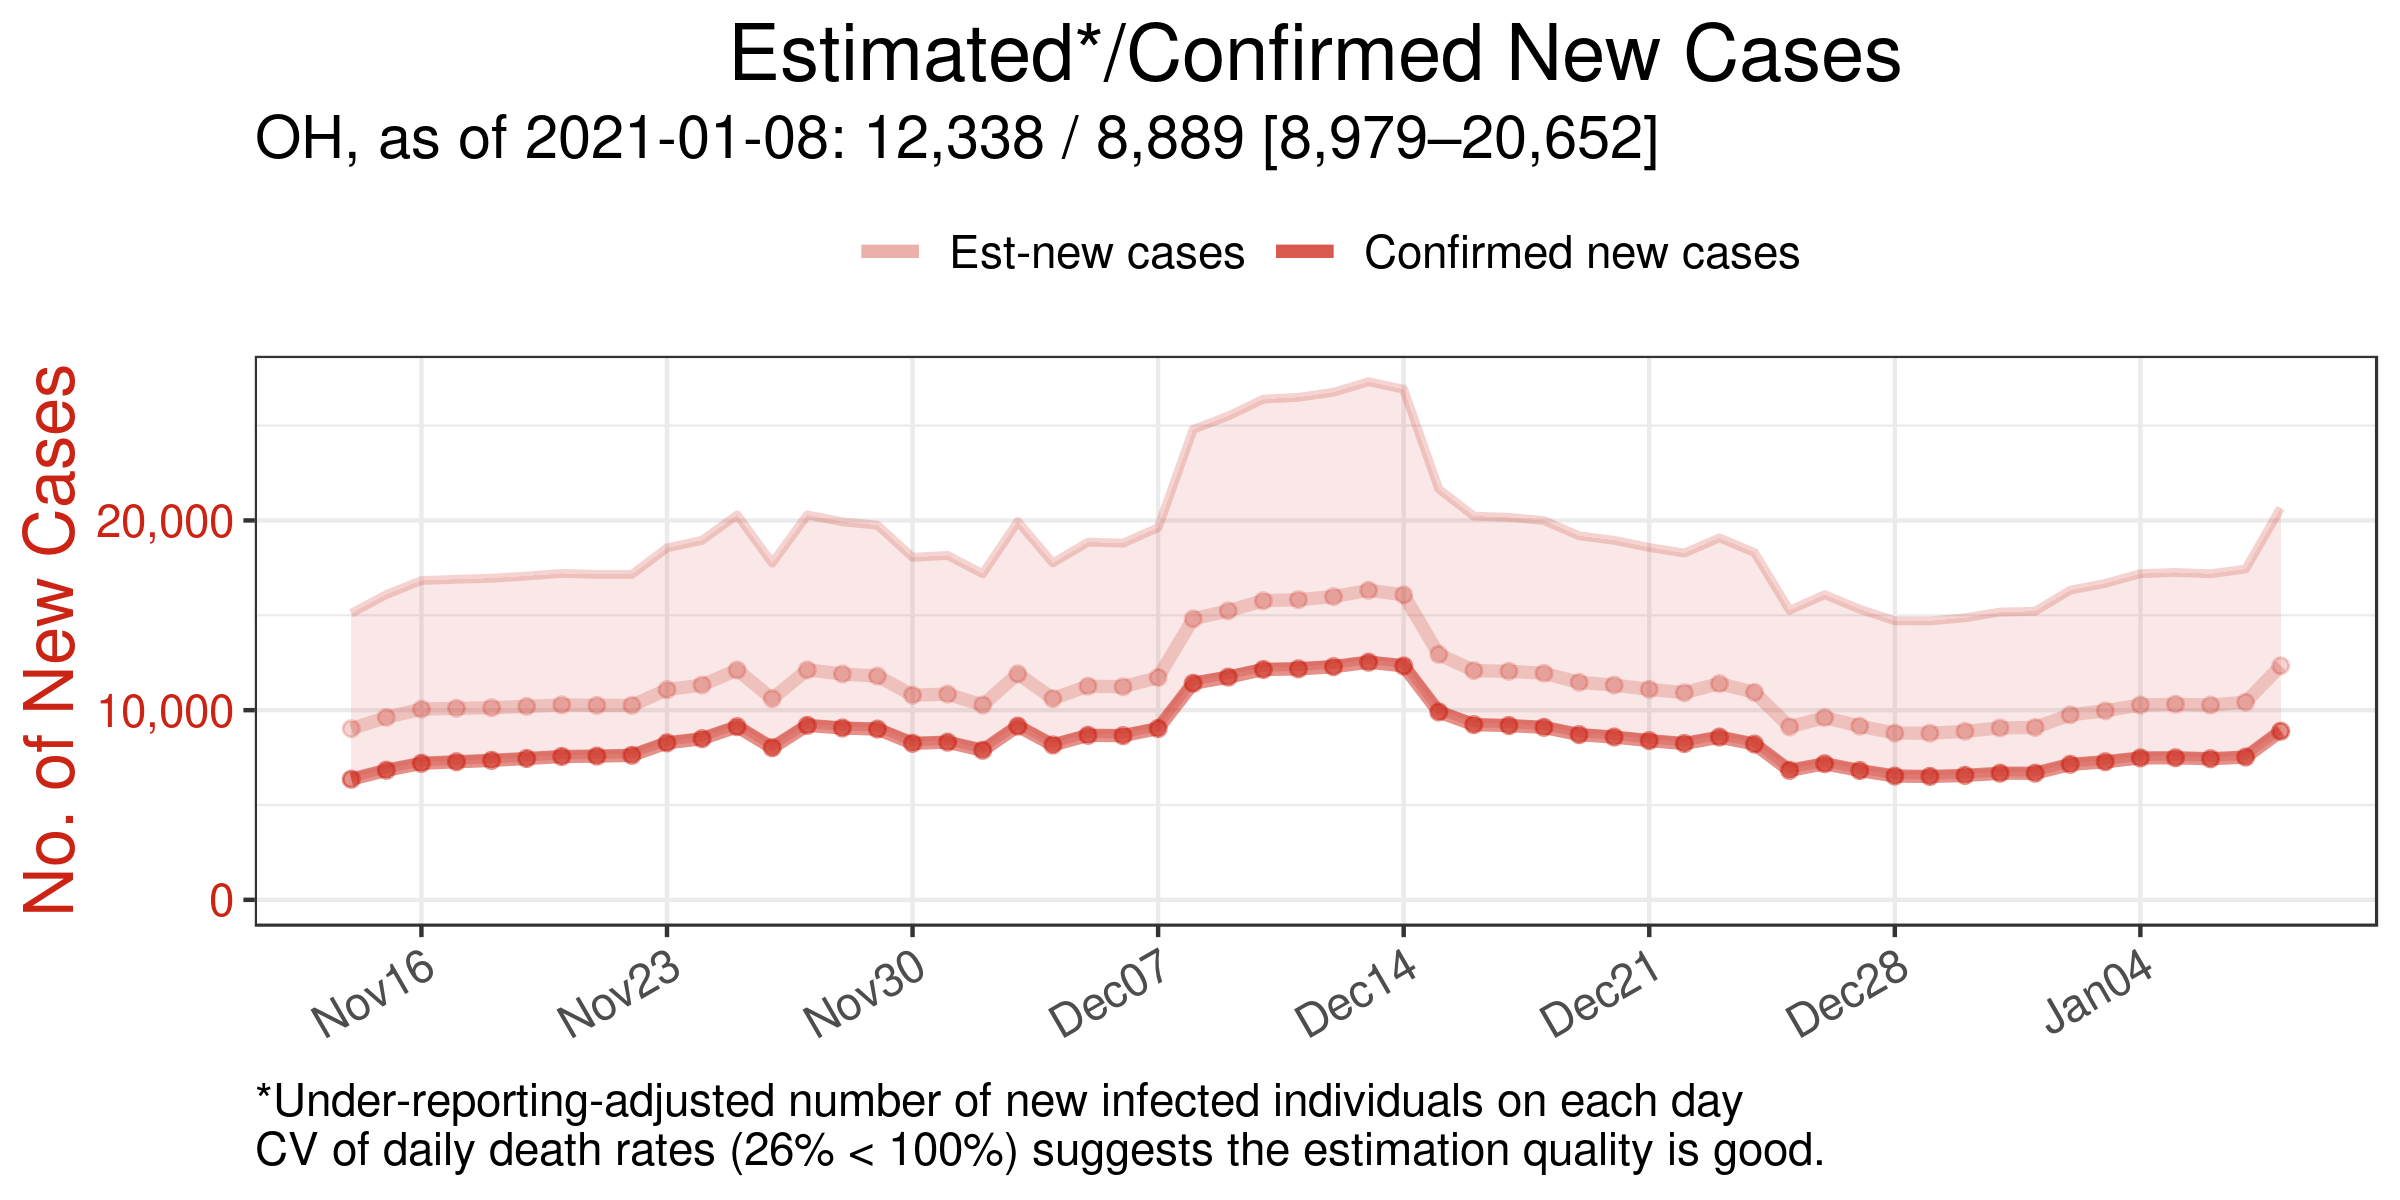 Estimated*/Confirmed New Cases
OH, as of 2021-01-08: 12,338 / 8,889 [8,979–20,652]
Est-new cases
Confirmed new cases
No. of New Cases
20,000
10,000
0
Nov16
Nov23
Nov30
Dec07
Dec14
Dec21
Dec28
Jan04
*Under-reporting-adjusted number of new infected individuals on each day
CV of daily death rates (26% < 100%) suggests the estimation quality is good.